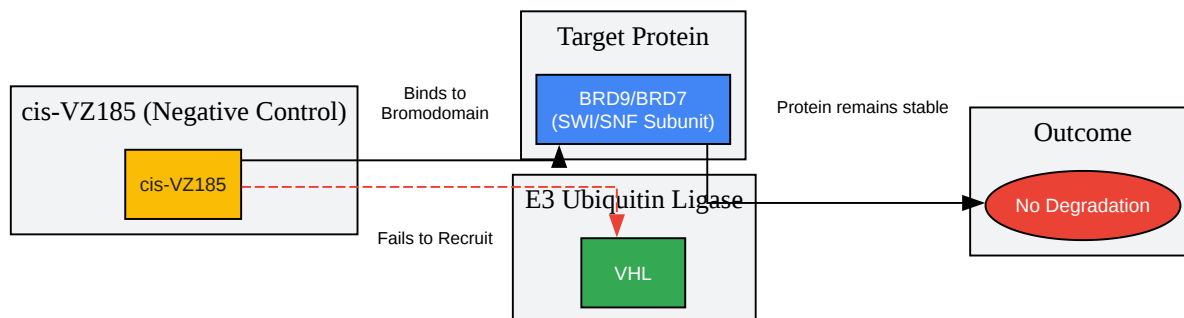 cis-VZ185 (Negative Control)
cis-VZ185
Binds to
Bromodomain
Fails to Recruit
Target Protein
BRD9/BRD7
(SWI/SNF Subunit)
E3 Ubiquitin Ligase
VHL
Protein remains stable
Outcome
No Degradation